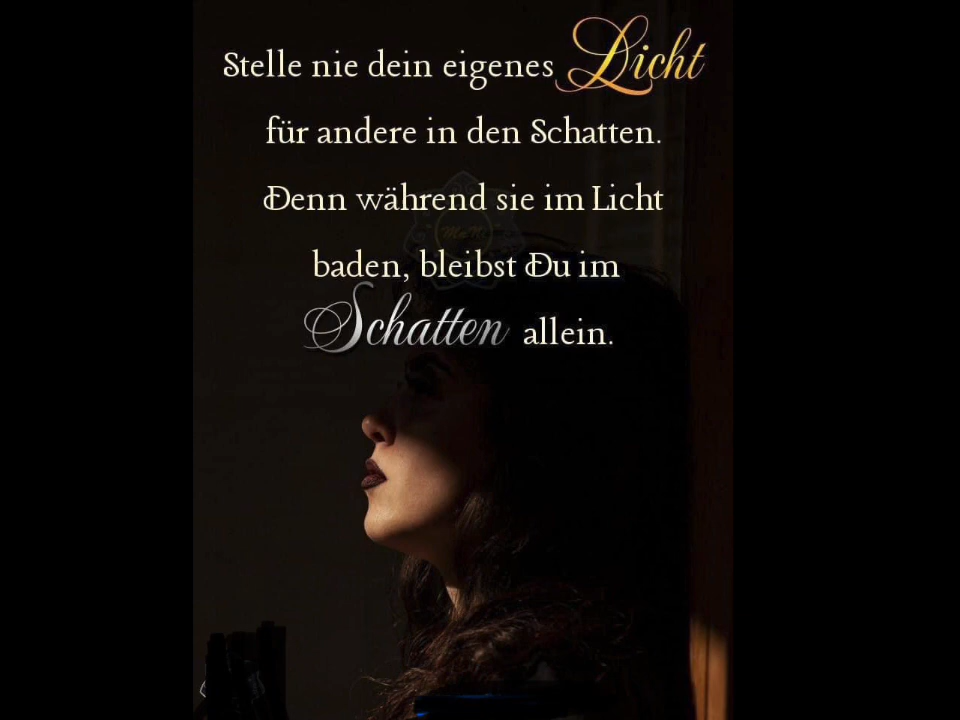 Stelle nie dein eigenes Licht
für andere in den Schatten.
Denn während sie im Licht
baden, bleibst Du im
Schatten allein.